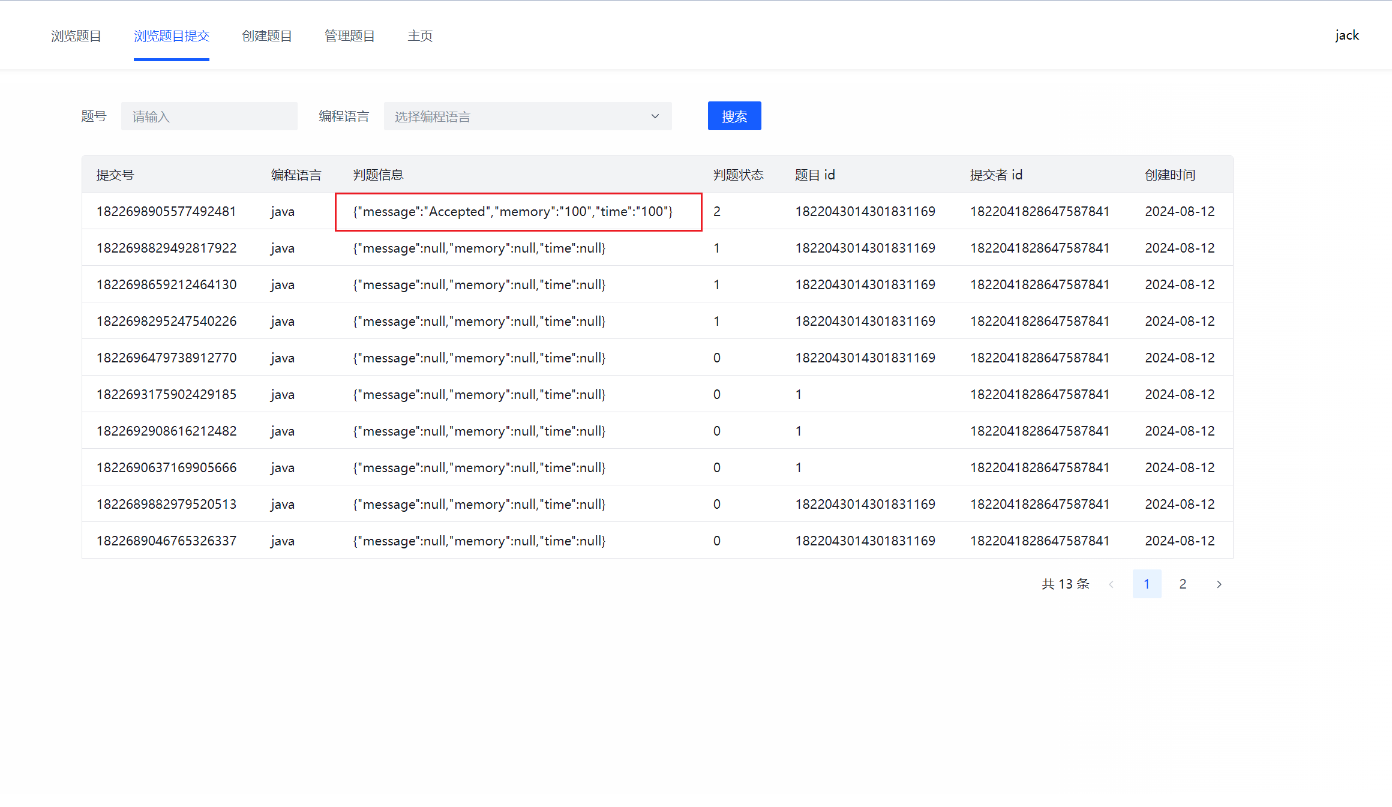 浏览题目 浏览题目提交 创建题目 管理题目 主页 jack
题号 请输入 编程语言 选择编程语言 搜索
提交号 编程语言 判题信息 判题状态 题目 id 提交者 id 创建时间
1822698905577492481 java {"message":"Accepted","memory":"100","time":"100"} 2 1822043014301831169 1822041828647587841 2024-08-12
1822698829492817922 java {"message":null,"memory":null,"time":null} 1 1822043014301831169 1822041828647587841 2024-08-12
1822698659212464130 java {"message":null,"memory":null,"time":null} 1 1822043014301831169 1822041828647587841 2024-08-12
1822698295247540226 java {"message":null,"memory":null,"time":null} 1 1822043014301831169 1822041828647587841 2024-08-12
1822696479738912770 java {"message":null,"memory":null,"time":null} 0 1822043014301831169 1822041828647587841 2024-08-12
1822693175902429185 java {"message":null,"memory":null,"time":null} 0 1 1822041828647587841 2024-08-12
1822692908616212482 java {"message":null,"memory":null,"time":null} 0 1 1822041828647587841 2024-08-12
1822690637169905666 java {"message":null,"memory":null,"time":null} 0 1 1822041828647587841 2024-08-12
1822689882979520513 java {"message":null,"memory":null,"time":null} 0 1822043014301831169 1822041828647587841 2024-08-12
1822689046765326337 java {"message":null,"memory":null,"time":null} 0 1822043014301831169 1822041828647587841 2024-08-12
共 13 条 1 2